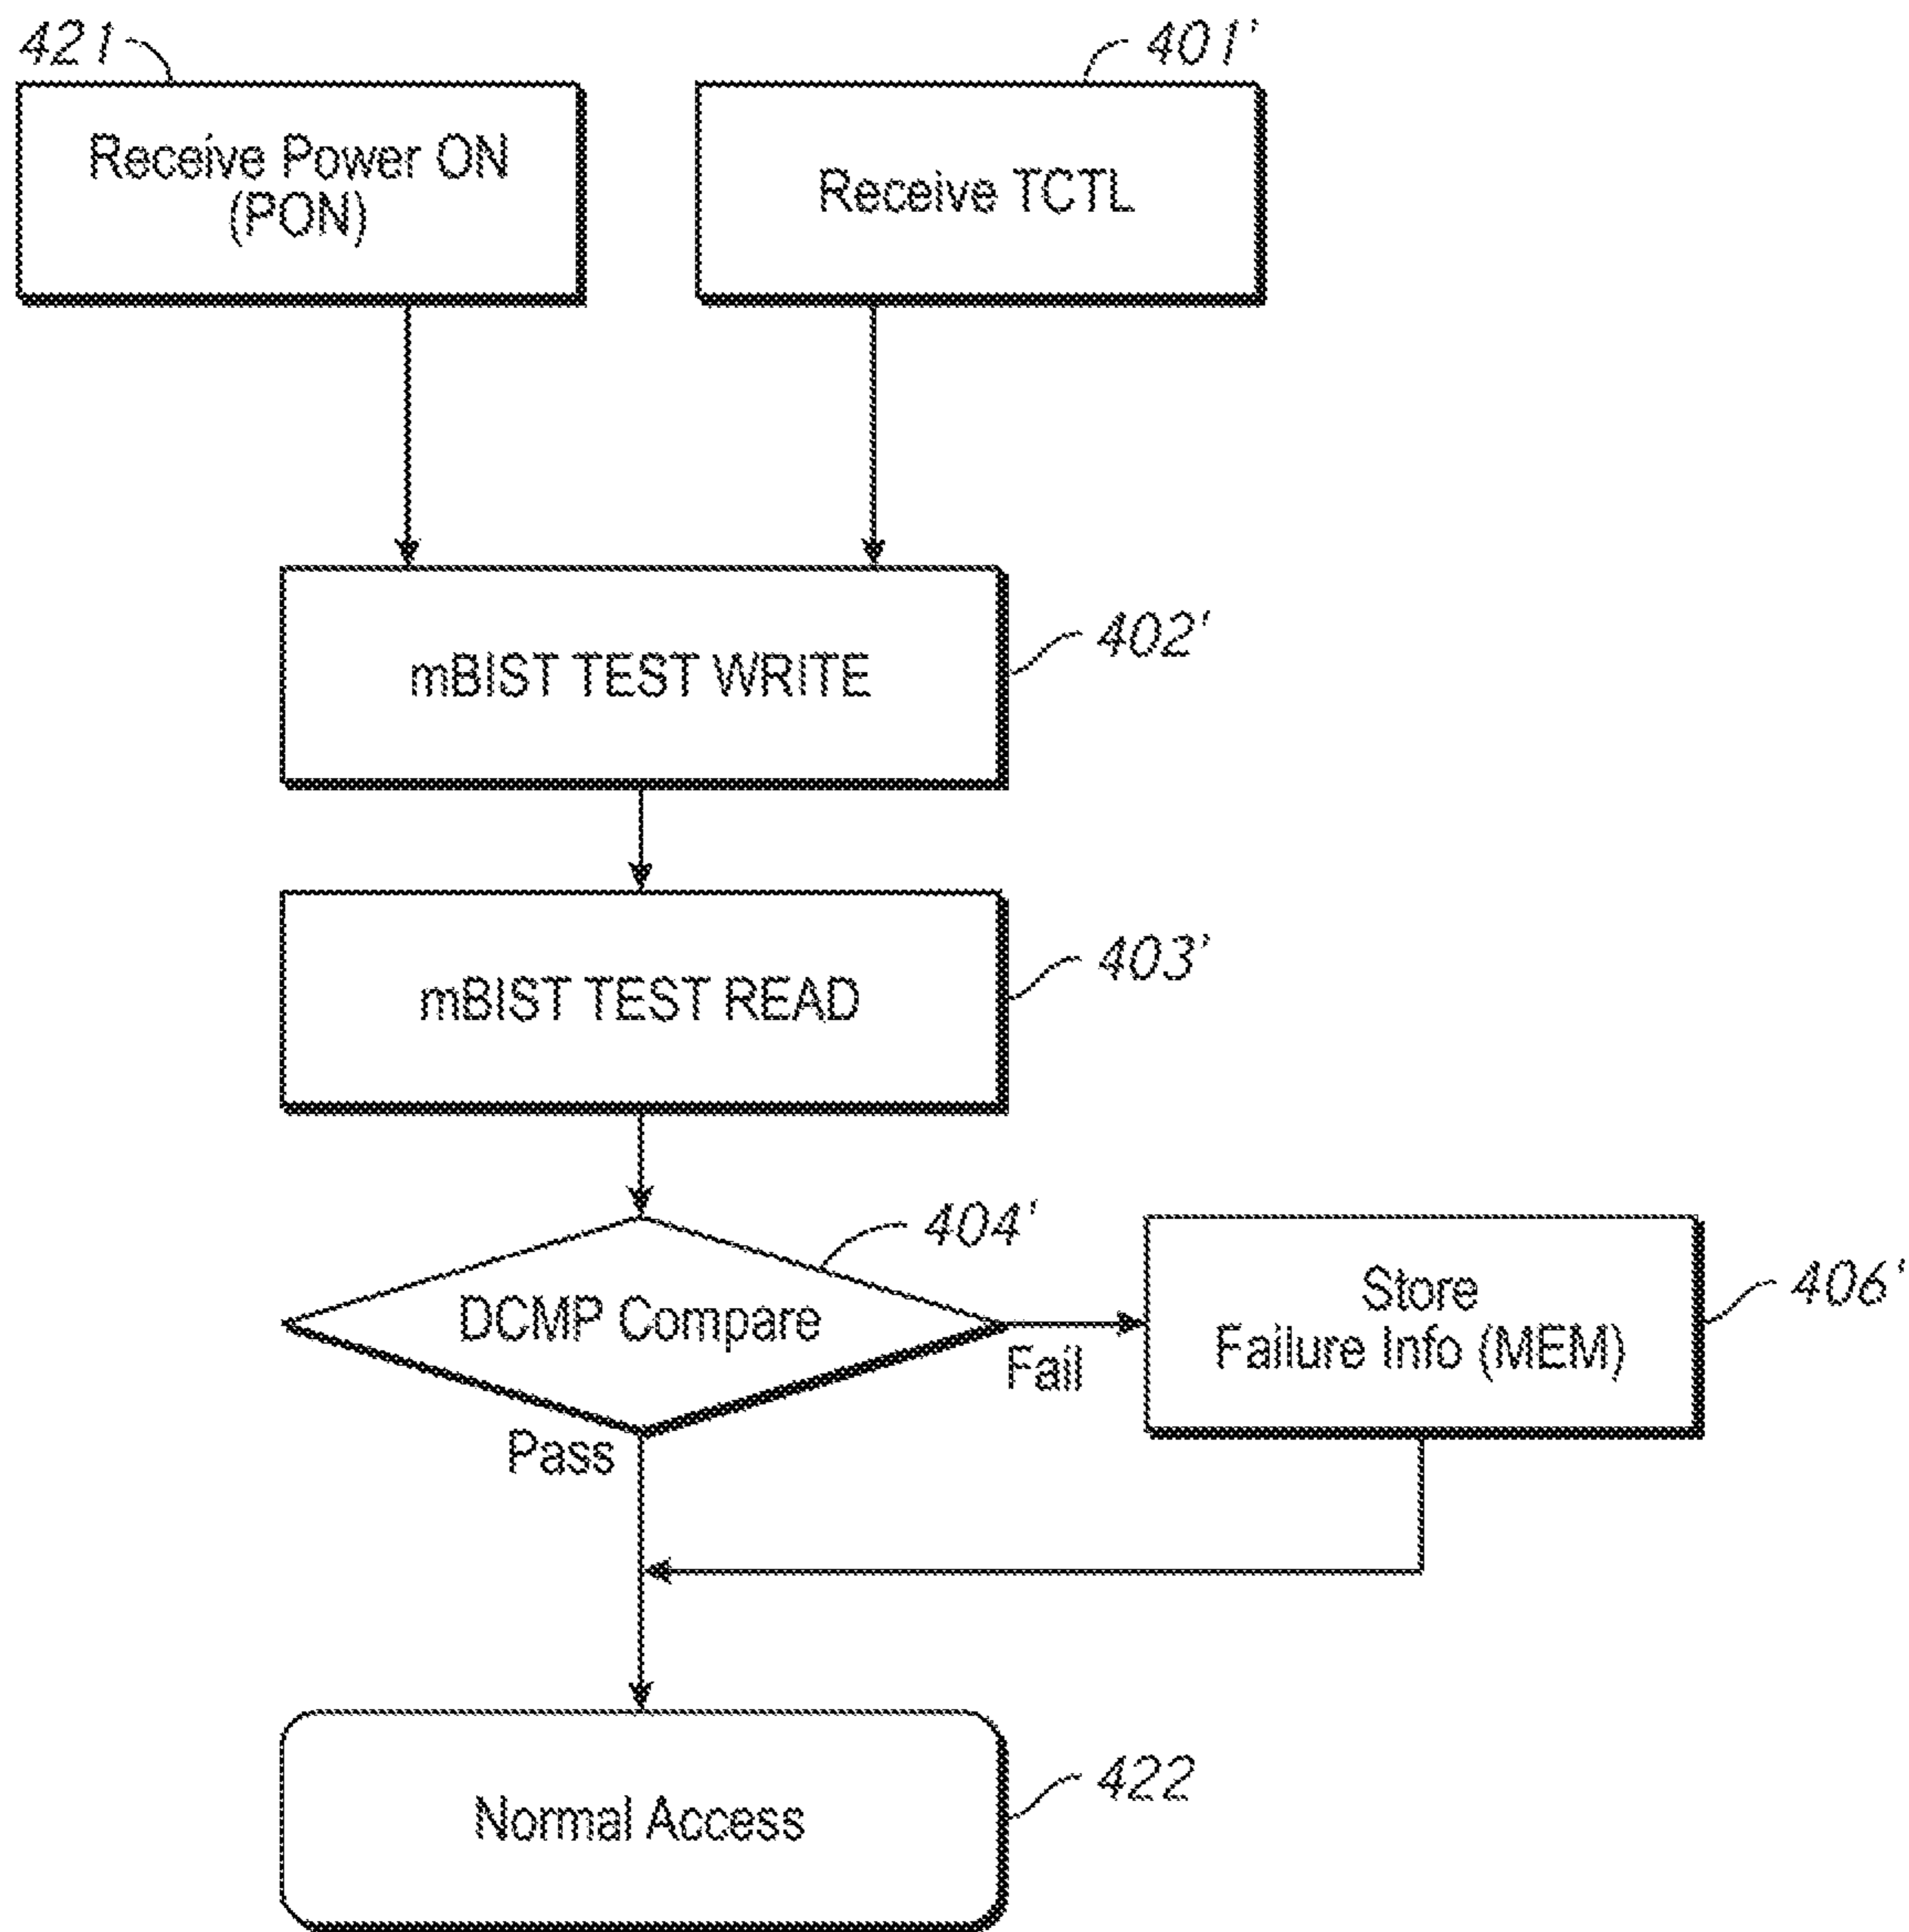 421
401'
Receive Power ON
(PON)
Receive TCTL
mBIST TEST WRITE
402'
mBIST TEST READ
403'
404'
DCMP Compare
Fail
Store
Failure Info (MEM)
406'
Pass
Normal Access
422